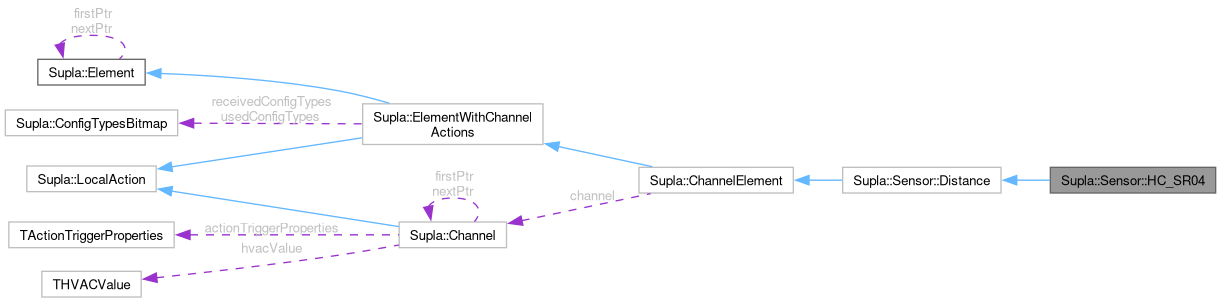 firstPtr
nextPtr
Supla::Element
receivedConfigTypes
usedConfigTypes
Supla::ElementWithChannel
Actions
Supla::ConfigTypesBitmap
Supla::LocalAction
firstPtr
nextPtr
Supla::ChannelElement
Supla::Sensor::Distance
Supla::Sensor::HC_SR04
channel
actionTriggerProperties
Supla::Channel
TActionTriggerProperties
hvacValue
THVACValue